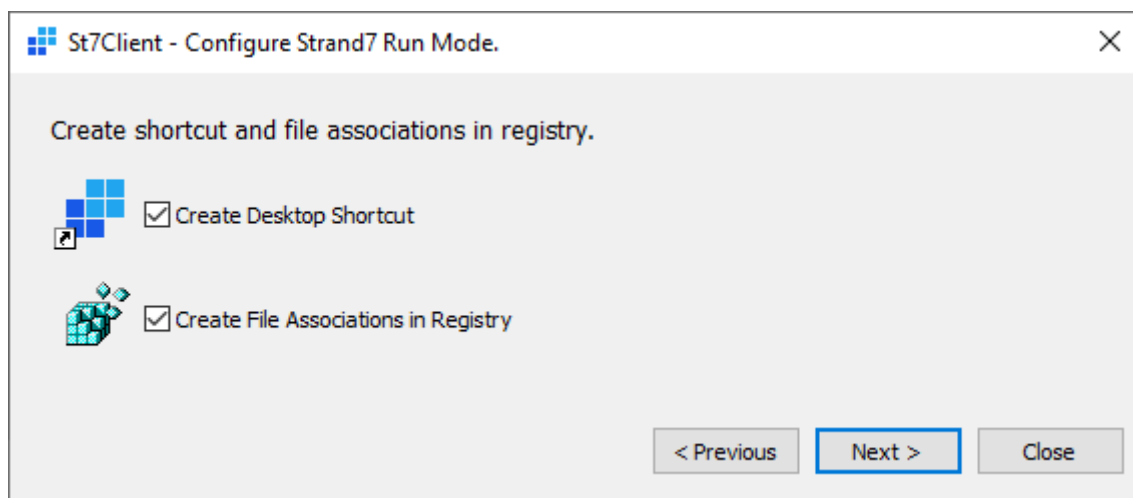 St7Client - Configure Strand7 Run Mode.
Create shortcut and file associations in registry.
Create Desktop Shortcut
Create File Associations in Registry
< Previous
Next >
Close